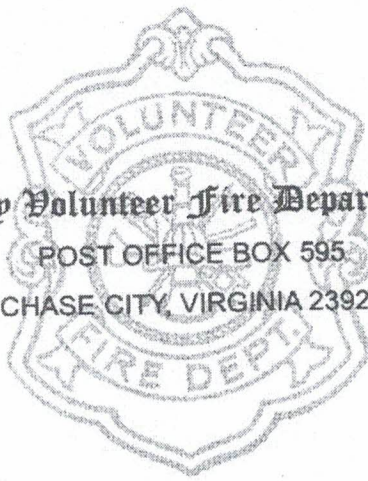 VOLUNTEER
y Volunteer Fire Depar
POST OFFICE BOX 595
CHASE CITY, VIRGINIA 2392
FIRE DEPT.